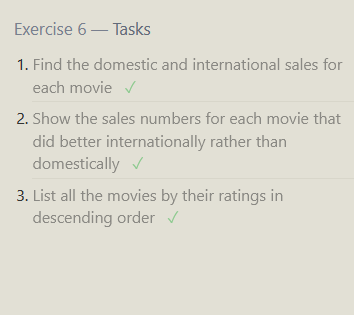 Exercise 6 — Tasks
1. Find the domestic and international sales for
each movie ✓
2. Show the sales numbers for each movie that
did better internationally rather than
domestically ✓
3. List all the movies by their ratings in
descending order ✓